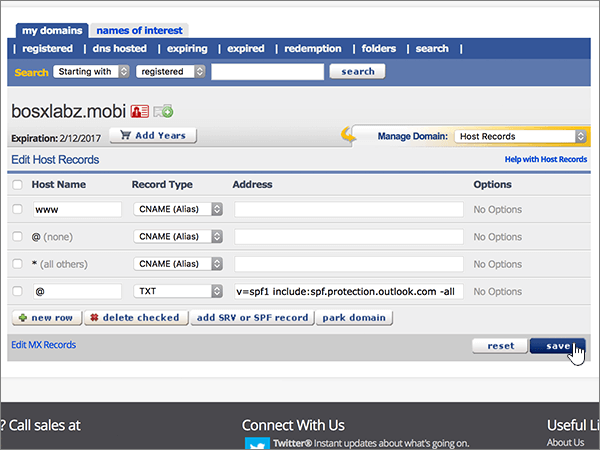 my domains names of interest
| registered | dns hosted | expiring | expired | redemption | folders | search |
Search Starting with registered search
bosxlabz.mobi
Expiration: 2/12/2017 Add Years Manage Domain: Host Records
Edit Host Records Help with Host Records
Host Name Record Type Address Options
www CNAME (Alias) No Options
@ (none) CNAME (Alias) No Options
* (all others) CNAME (Alias) No Options
@ TXT v=spf1 include:spf.protection.outlook.com -all No Options
new row delete checked add SRV or SPF record park domain
Edit MX Records reset save
? Call sales at Connect With Us Useful Li
Twitter® Instant updates about what's going on. About Us